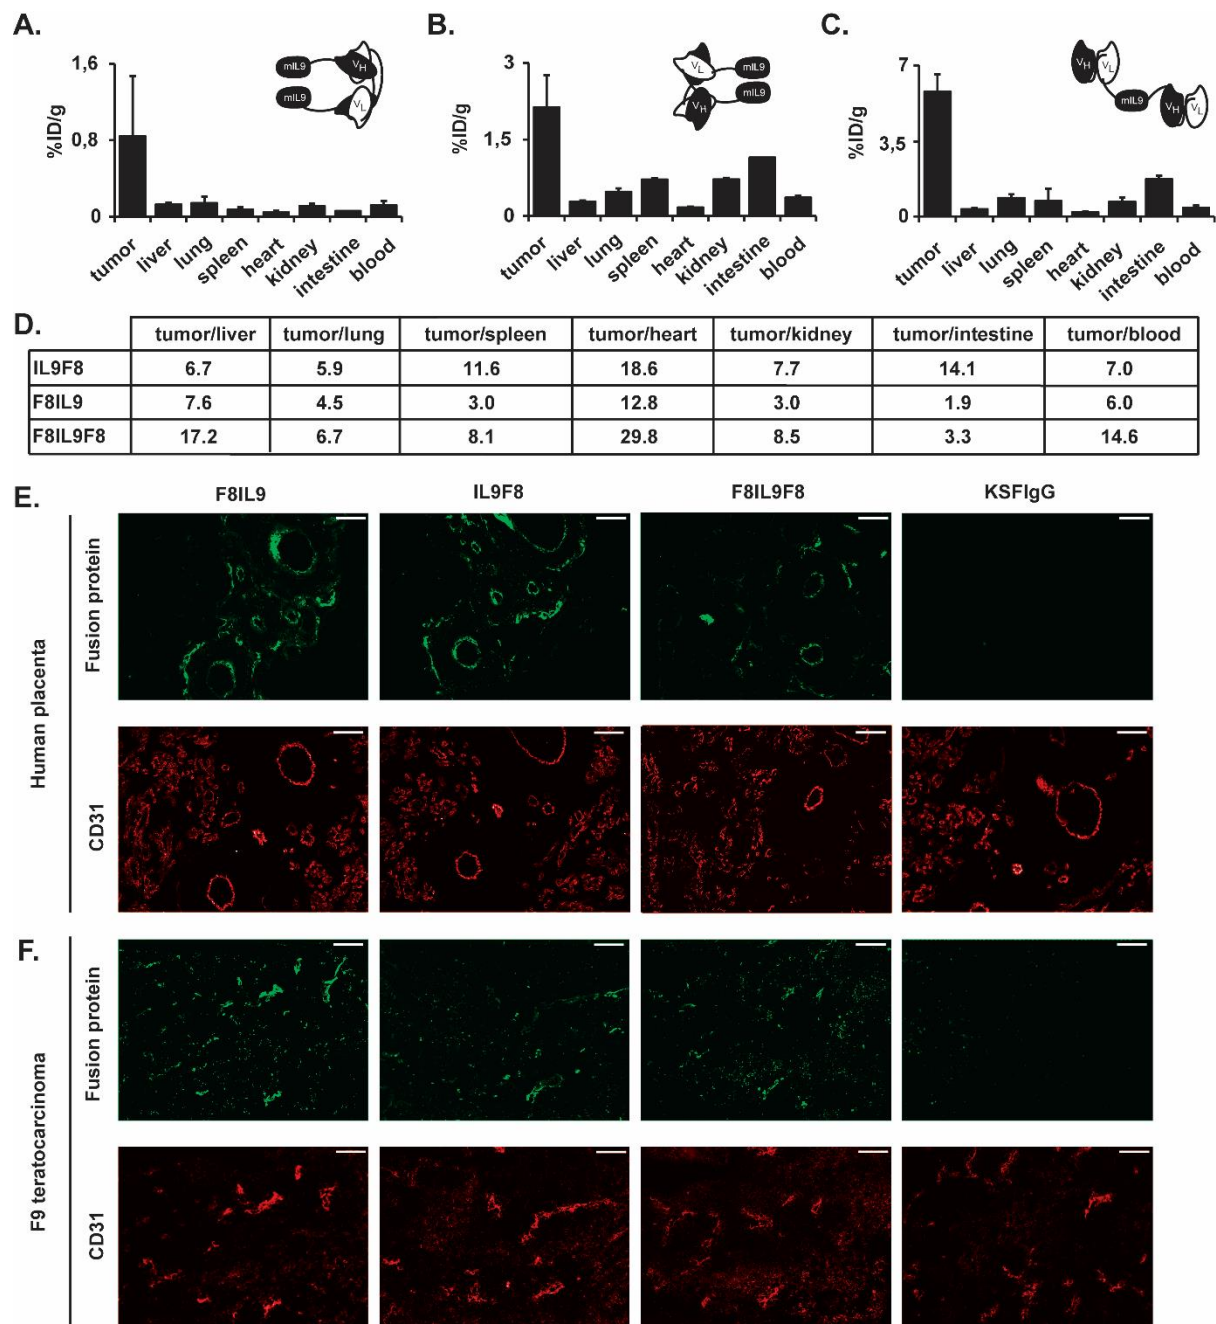 A.
B.
C.
1,6
0,8
0
%ID/g
mIL9
mIL9
VH
VL
tumor
liver
lung
spleen
heart
kidney
intestine
blood
3
1,5
0
%ID/g
VL
VH
mIL9
mIL9
tumor
liver
lung
spleen
heart
kidney
intestine
blood
7
3,5
0
%ID/g
VH
VL
mIL9
VH
VL
tumor
liver
lung
spleen
heart
kidney
intestine
blood
D.
tumor/liver tumor/lung tumor/spleen tumor/heart tumor/kidney tumor/intestine tumor/blood
IL9F8 6.7 5.9 11.6 18.6 7.7 14.1 7.0
F8IL9 7.6 4.5 3.0 12.8 3.0 1.9 6.0
F8IL9F8 17.2 6.7 8.1 29.8 8.5 3.3 14.6
E.
F8IL9 IL9F8 F8IL9F8 KSFIgG
Human placenta
Fusion protein
CD31
F.
F9 teratocarcinoma
Fusion protein
CD31